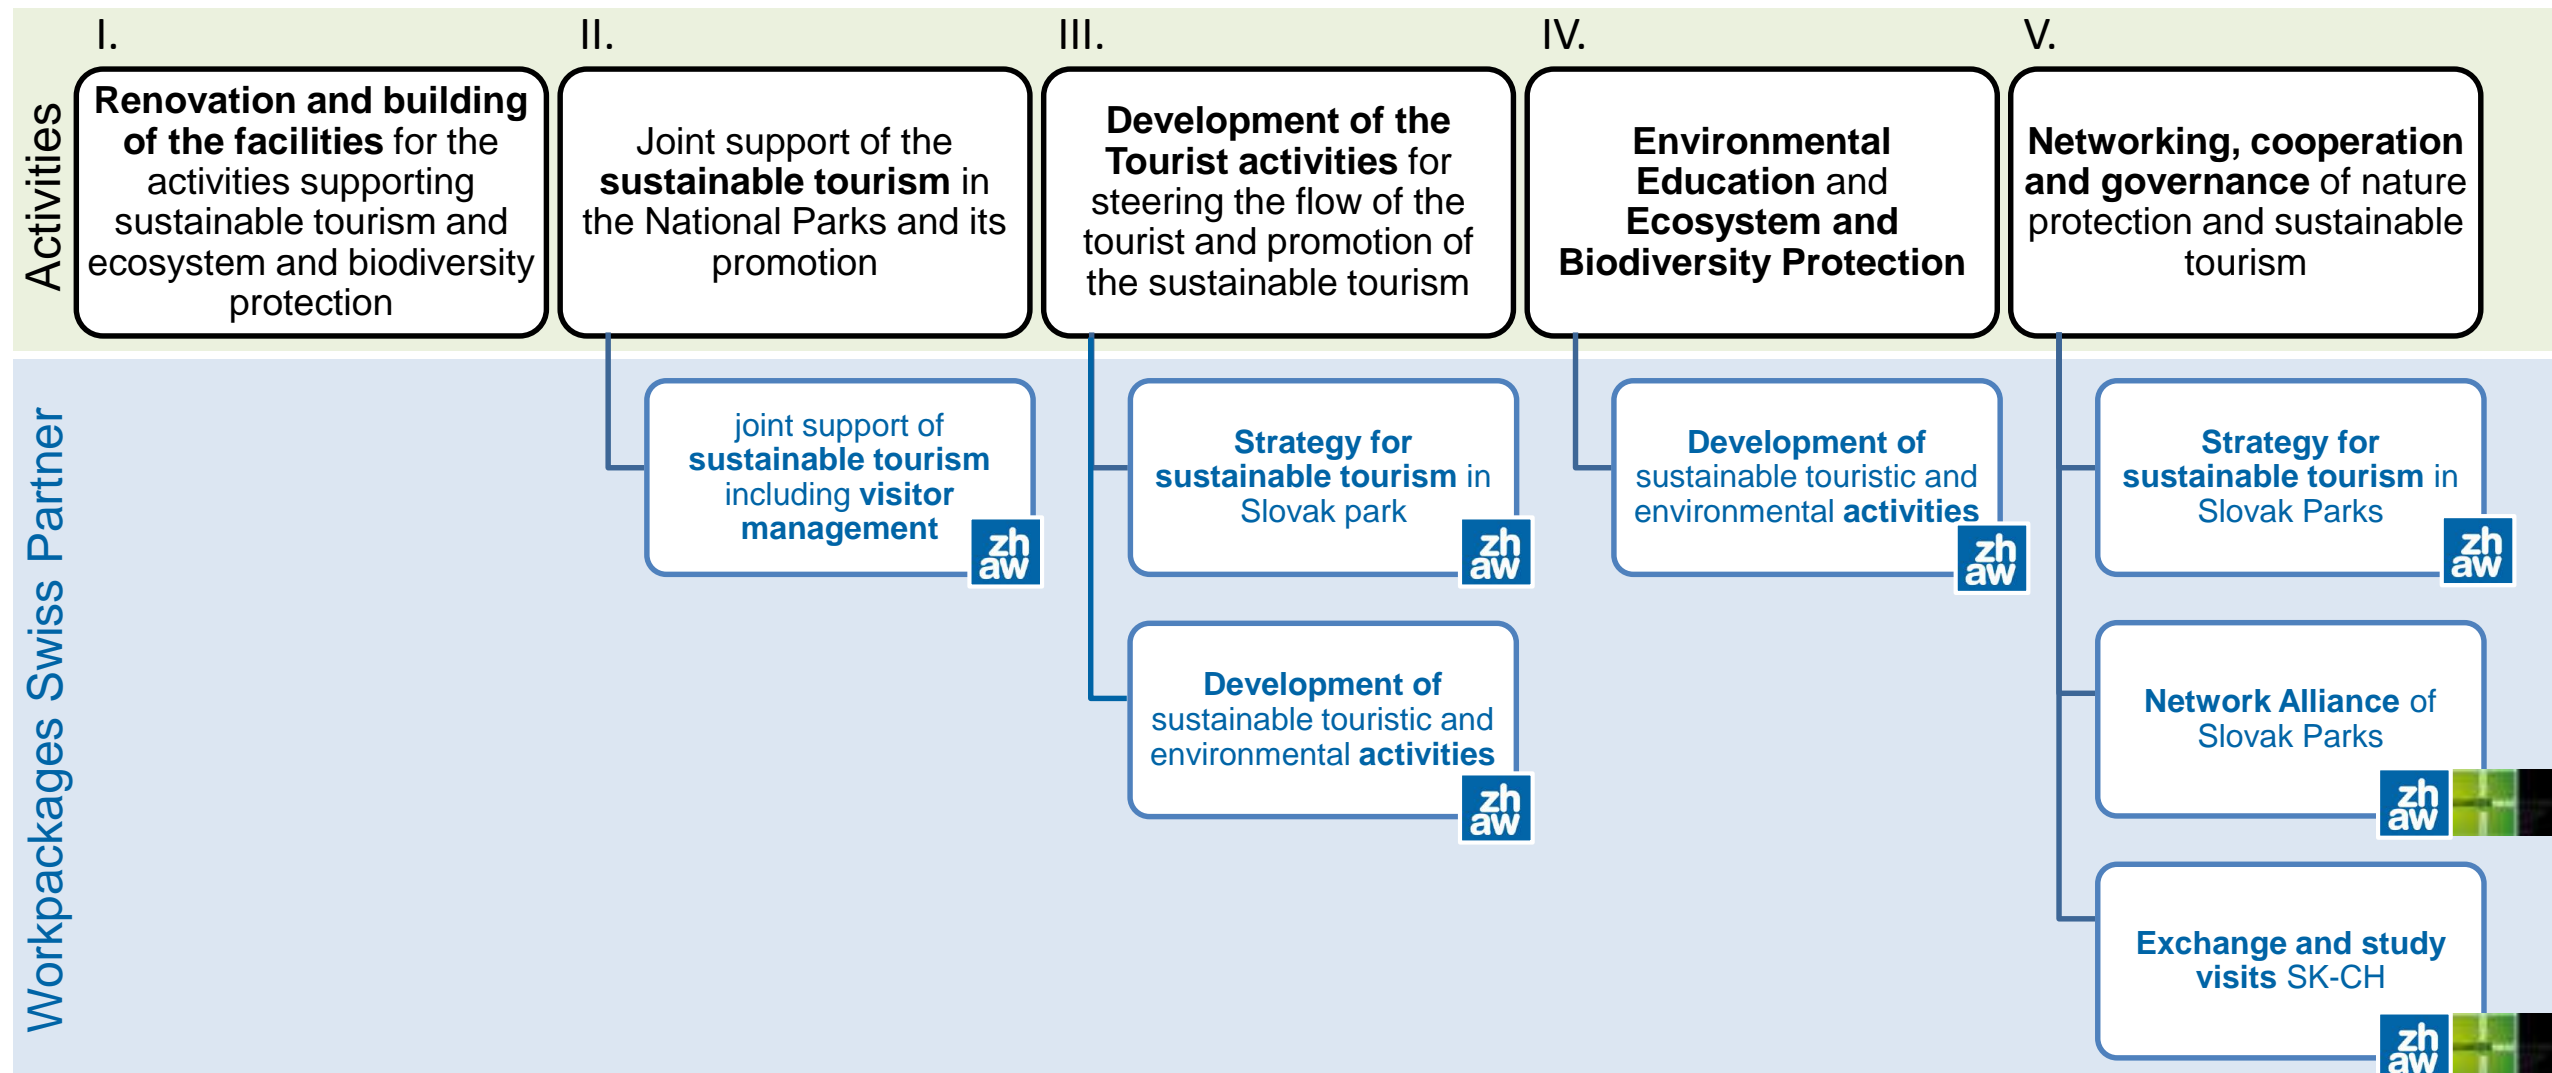 Activities
I.
Renovation and building
of the facilities for the
activities supporting
sustainable tourism and
ecosystem and biodiversity
protection
II.
Joint support of the
sustainable tourism in
the National Parks and its
promotion
III.
Development of the
Tourist activities for
steering the flow of the
tourist and promotion of
the sustainable tourism
IV.
Environmental
Education and
Ecosystem and
Biodiversity Protection
V.
Networking, cooperation
and governance of nature
protection and sustainable
tourism
Workpackages Swiss Partner
joint support of
sustainable tourism
including visitor
management
zh
aw
Strategy for
sustainable tourism in
Slovak park
zh
aw
Development of
sustainable touristic and
environmental activities
zh
aw
Development of
sustainable touristic and
environmental activities
zh
aw
Strategy for
sustainable tourism in
Slovak Parks
zh
aw
Network Alliance of
Slovak Parks
zh
aw
Exchange and study
visits SK-CH
zh
aw